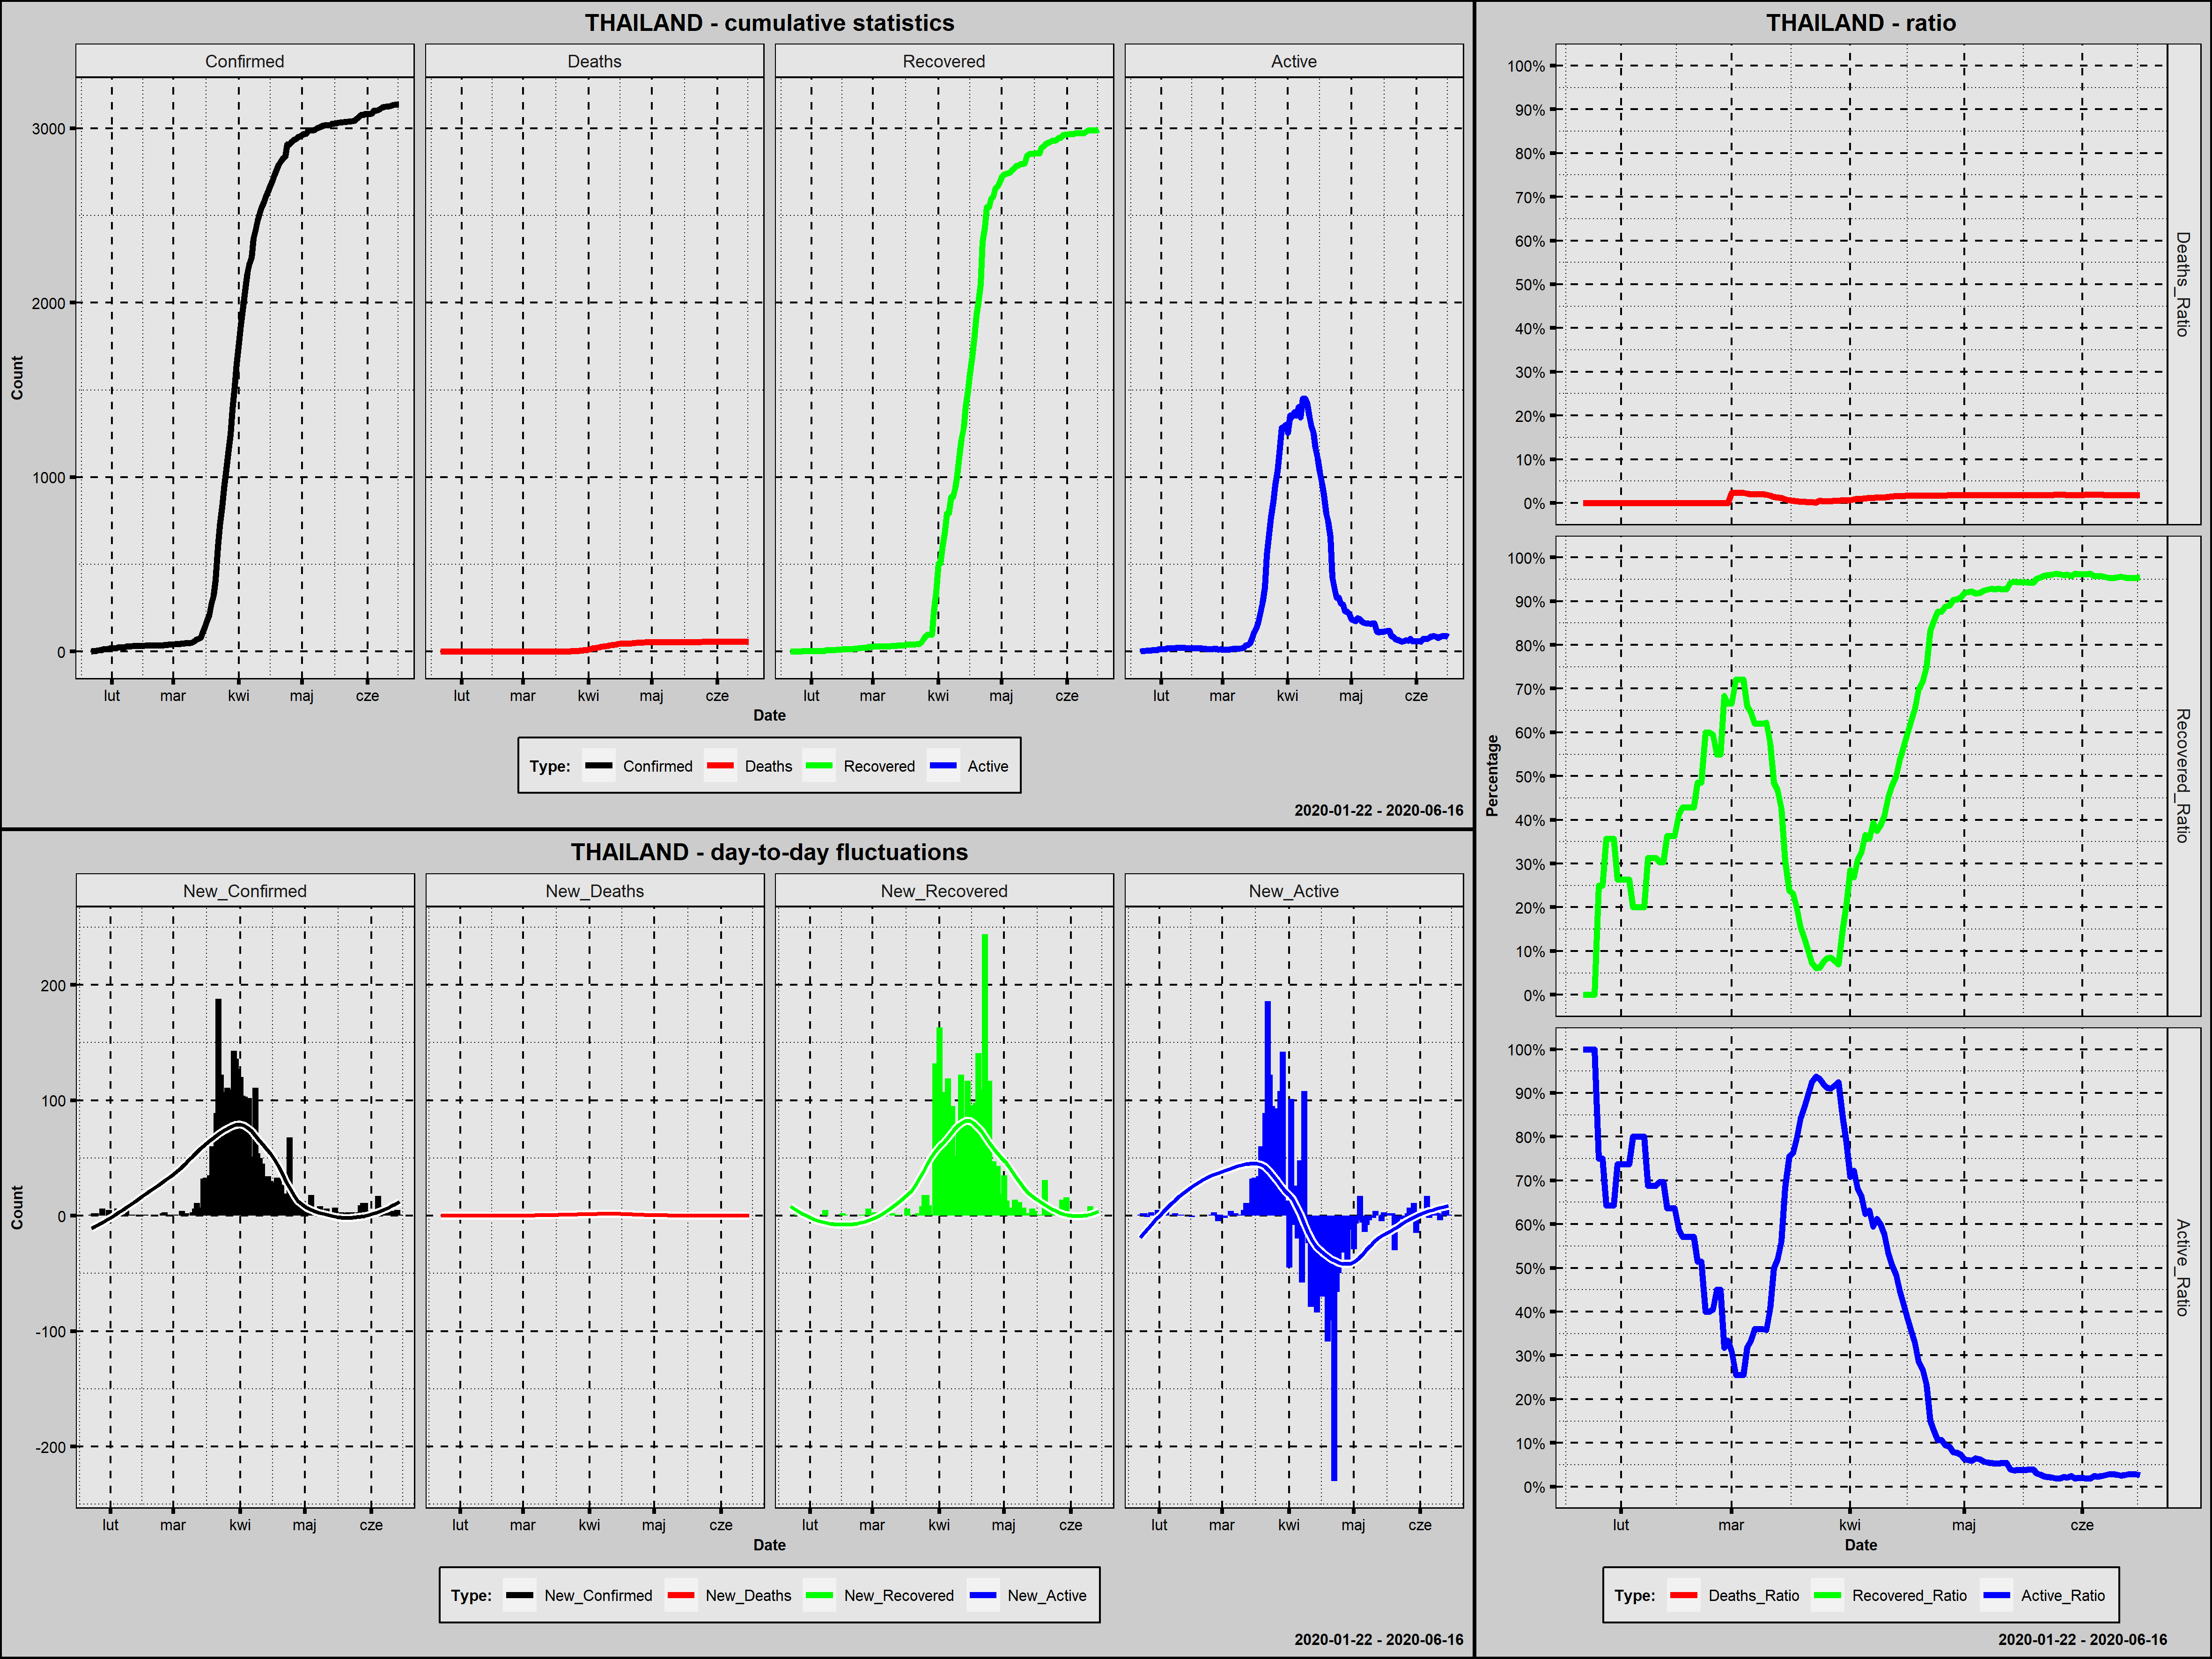 THAILAND - cumulative statistics
Confirmed Deaths Recovered Active
Count
3000
2000
1000
0
lut mar kwi maj cze lut mar kwi maj cze lut mar kwi maj cze lut mar kwi maj cze
Date
Type: Confirmed Deaths Recovered Active
2020-01-22 - 2020-06-16
THAILAND - day-to-day fluctuations
New_Confirmed New_Deaths New_Recovered New_Active
Count
200
100
0
-100
-200
lut mar kwi maj cze lut mar kwi maj cze lut mar kwi maj cze lut mar kwi maj cze
Date
Type: New_Confirmed New_Deaths New_Recovered New_Active
2020-01-22 - 2020-06-16
THAILAND - ratio
Percentage
100%
90%
80%
70%
60%
50%
40%
30%
20%
10%
0%
Deaths_Ratio
100%
90%
80%
70%
60%
50%
40%
30%
20%
10%
0%
Recovered_Ratio
100%
90%
80%
70%
60%
50%
40%
30%
20%
10%
0%
Active_Ratio
lut mar kwi maj cze
Date
Type: Deaths_Ratio Recovered_Ratio Active_Ratio
2020-01-22 - 2020-06-16